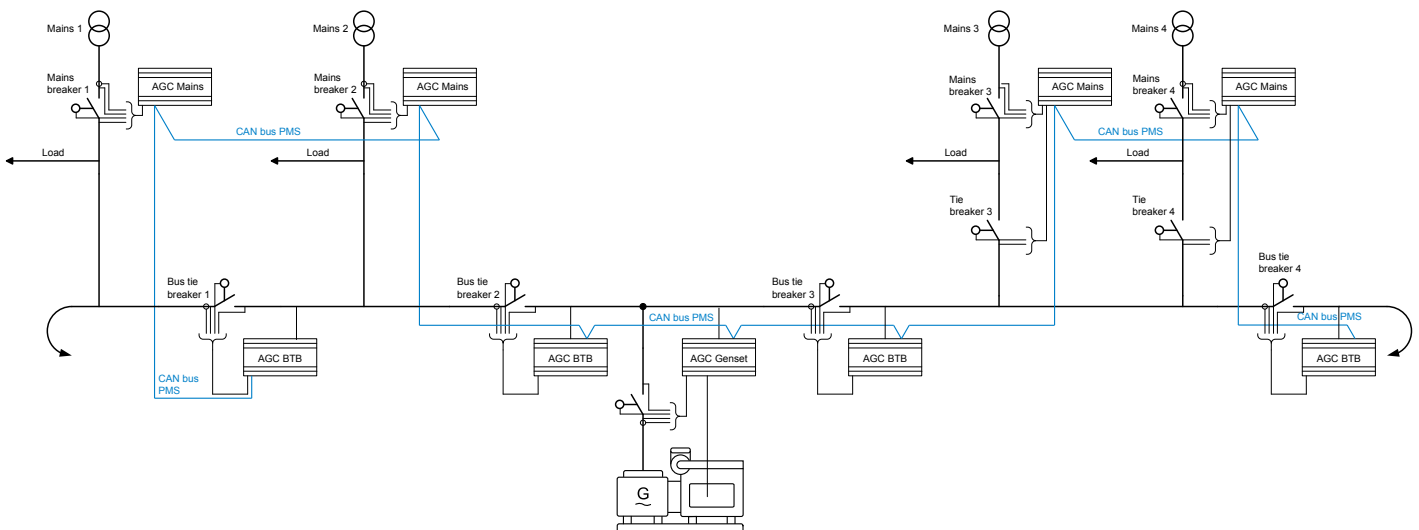 Mains 1
Mains 2
Mains 3
Mains 4
Mains
breaker 1
AGC Mains
Mains
breaker 2
AGC Mains
Mains
breaker 3
AGC Mains
Mains
breaker 4
AGC Mains
CAN bus PMS
CAN bus PMS
Load
Load
Load
Load
Tie
breaker 3
Tie
breaker 4
Bus tie
breaker 1
Bus tie
breaker 2
Bus tie
breaker 3
Bus tie
breaker 4
CAN bus PMS
CAN bus PMS
AGC BTB
AGC BTB
AGC Genset
AGC BTB
AGC BTB
CAN bus
PMS
G